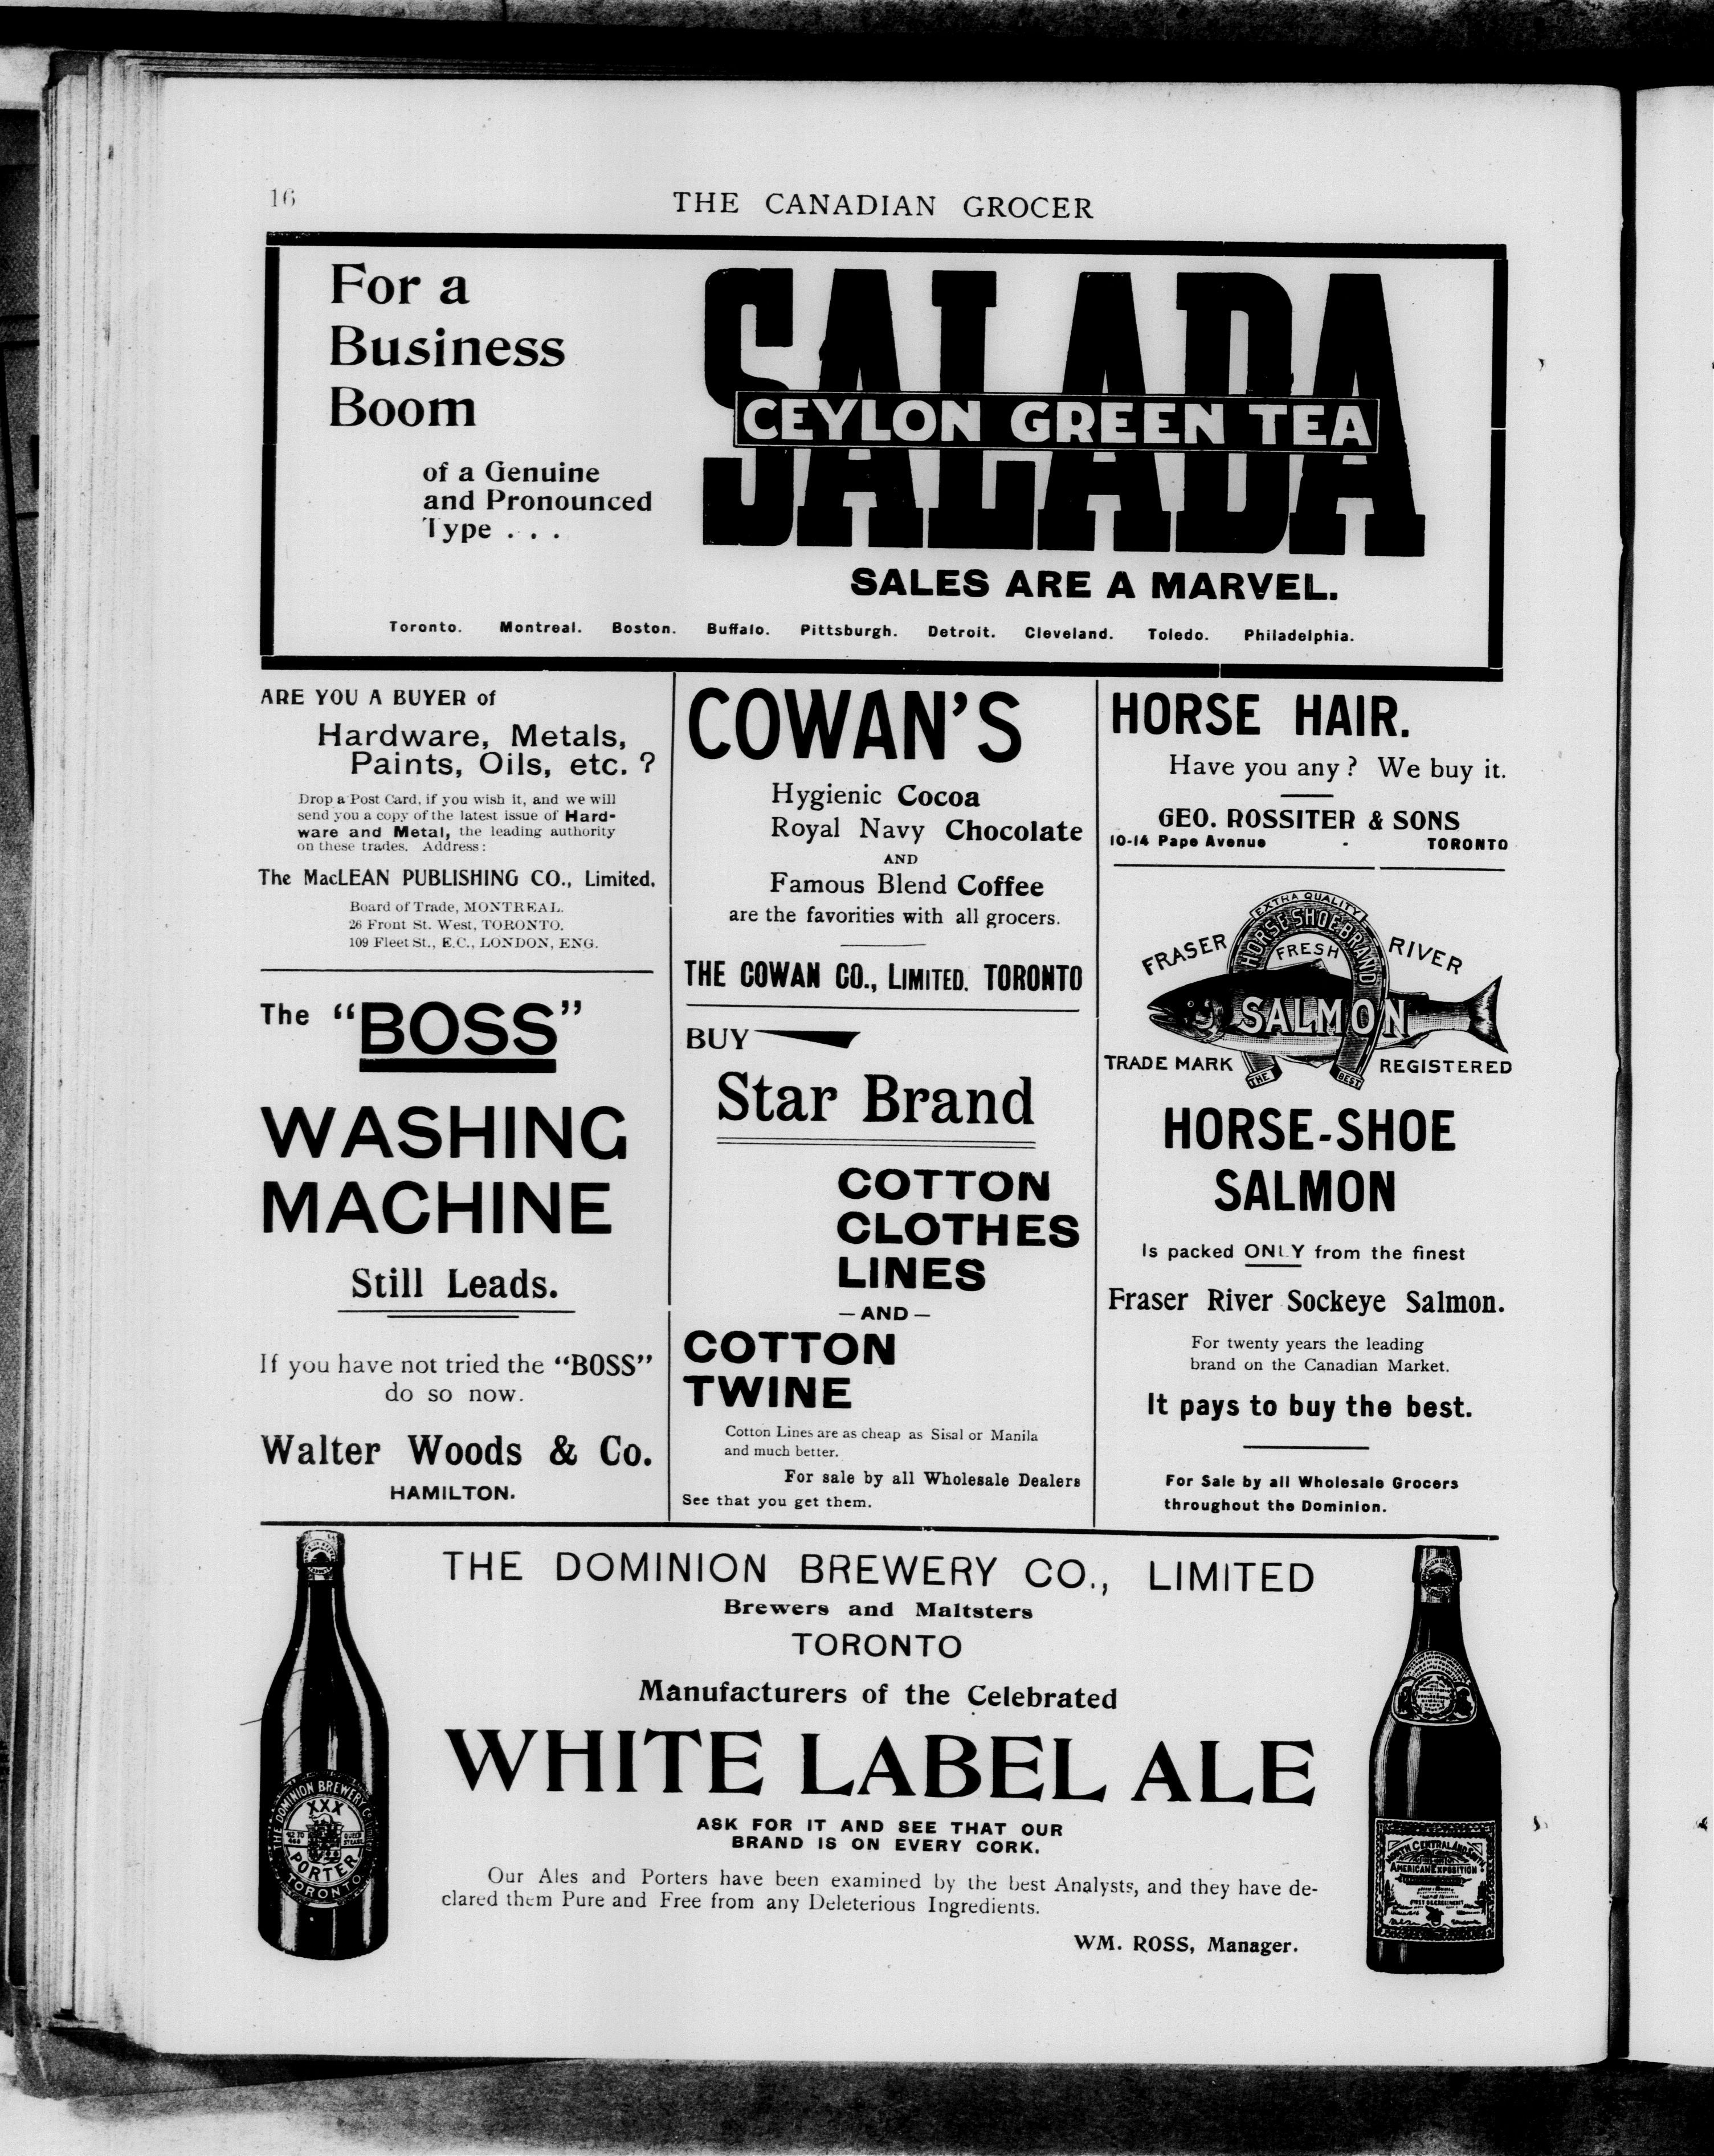 16
THE CANADIAN GROCER
For a
Business
Boom
of a Genuine
and Pronounced
Type . . .
SALADA
CEYLON GREEN TEA
SALES ARE A MARVEL.
Toronto. Montreal. Boston. Buffalo. Pittsburgh. Detroit. Cleveland. Toledo. Philadelphia.
ARE YOU A BUYER of
Hardware, Metals,
Paints, Oils, etc. ?
Drop a Post Card, if you wish it, and we will
send you a copy of the latest issue of Hard-
ware and Metal, the leading authority
on these trades. Address:
The MacLEAN PUBLISHING CO., Limited.
Board of Trade, MONTREAL.
26 Front St. West, TORONTO.
109 Fleet St., E.C., LONDON, ENG.
The "BOSS"
WASHING
MACHINE
Still Leads.
If you have not tried the "BOSS"
do so now.
Walter Woods & Co.
HAMILTON.
COWAN'S
Hygienic Cocoa
Royal Navy Chocolate
AND
Famous Blend Coffee
are the favorities with all grocers.
THE COWAN CO., LIMITED. TORONTO
BUY
Star Brand
COTTON
CLOTHES
LINES
—AND—
COTTON
TWINE
Cotton Lines are as cheap as Sisal or Manila
and much better.
For sale by all Wholesale Dealers
See that you get them.
HORSE HAIR.
Have you any? We buy it.
GEO. ROSSITER & SONS
10-14 Pape Avenue - TORONTO
EXTRA QUALITY
HORSE SHOE BRAND
FRASER RIVER
FRESH
SALMON
TRADE MARK REGISTERED
THE BEST
HORSE-SHOE
SALMON
Is packed ONLY from the finest
Fraser River Sockeye Salmon.
For twenty years the leading
brand on the Canadian Market.
It pays to buy the best.
For Sale by all Wholesale Grocers
throughout the Dominion.
THE DOMINION BREWERY CO., LIMITED
Brewers and Maltsters
TORONTO
Manufacturers of the Celebrated
WHITE LABEL ALE
ASK FOR IT AND SEE THAT OUR
BRAND IS ON EVERY CORK.
Our Ales and Porters have been examined by the best Analysts, and they have de-
clared them Pure and Free from any Deleterious Ingredients.
WM. ROSS, Manager.
THE DOMINION BREWERY CO
XXX
PORTER
TORONTO
NORTH CENTRAL AND
AMERICAN EXPOSITION